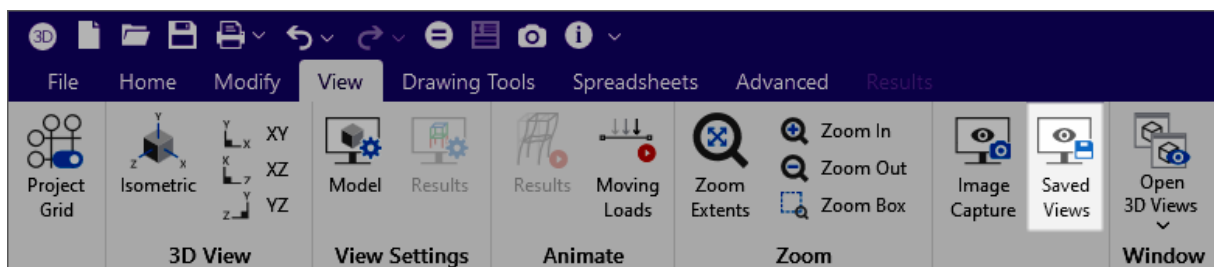 3D
File Home Modify View Drawing Tools Spreadsheets Advanced Results
Y
Z X
Project
Grid
Isometric
Y
X
XY
X
Z
XZ
Y
Z
YZ
Model
Results
Results
Moving
Loads
Zoom
Extents
Zoom In
Zoom Out
Zoom Box
Image
Capture
Saved
Views
Open
3D Views
3D View
View Settings
Animate
Zoom
Window